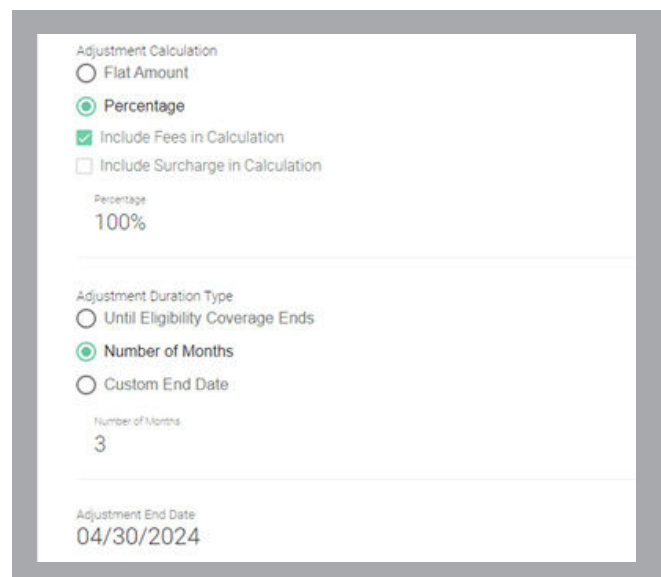 Adjustment Calculation
Flat Amount
Percentage
Include Fees in Calculation
Include Surcharge in Calculation
Percentage
100%
Adjustment Duration Type
Until Eligibility Coverage Ends
Number of Months
Custom End Date
Number of Months
3
Adjustment End Date
04/30/2024